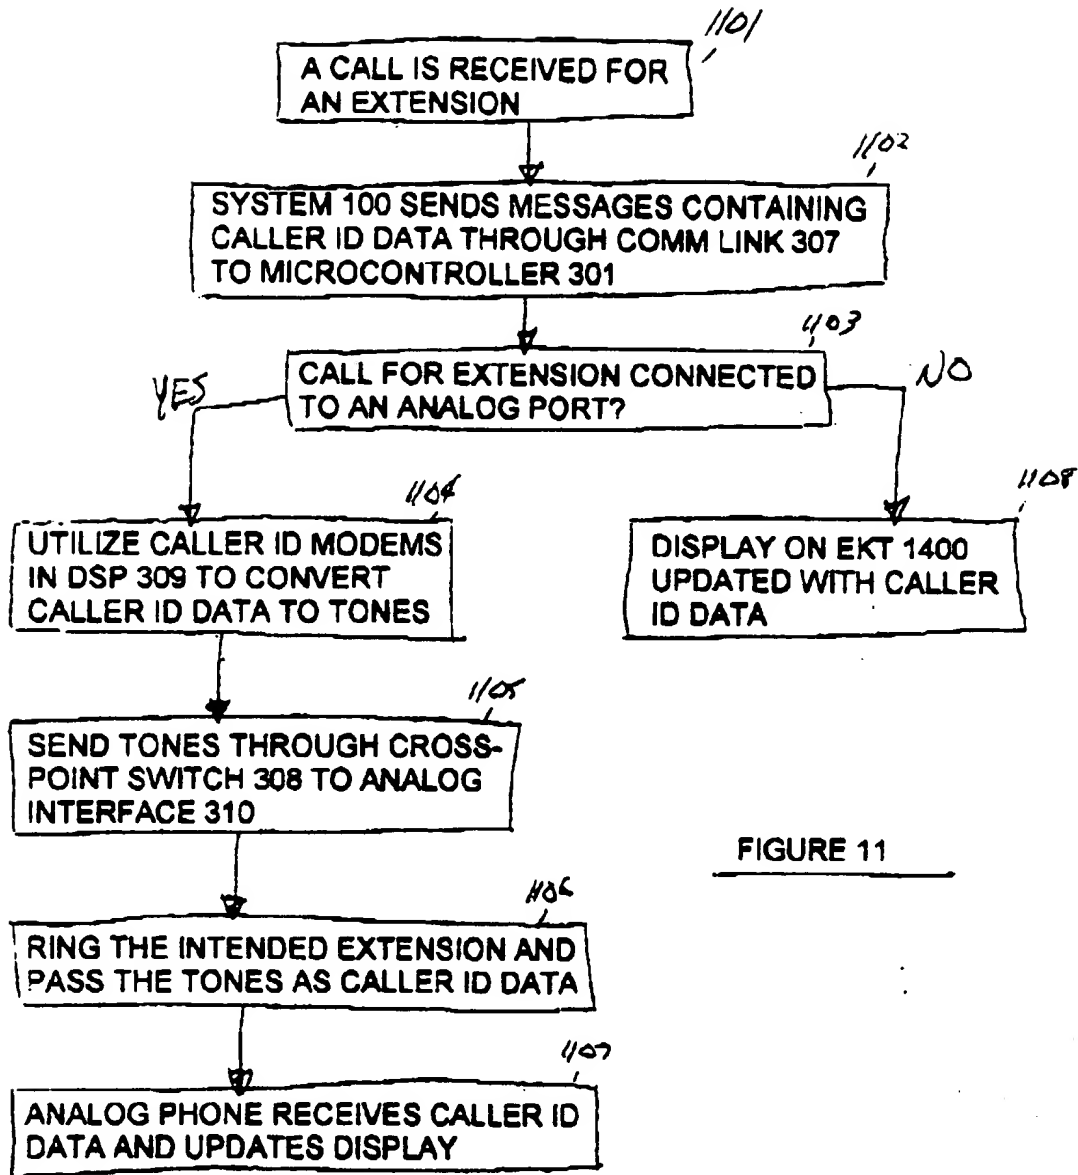 1101
A CALL IS RECEIVED FOR
AN EXTENSION
1102
SYSTEM 100 SENDS MESSAGES CONTAINING
CALLER ID DATA THROUGH COMM LINK 307
TO MICROCONTROLLER 301
1103
CALL FOR EXTENSION CONNECTED
TO AN ANALOG PORT?
YES
NO
1104
UTILIZE CALLER ID MODEMS
IN DSP 309 TO CONVERT
CALLER ID DATA TO TONES
1108
DISPLAY ON EKT 1400
UPDATED WITH CALLER
ID DATA
1105
SEND TONES THROUGH CROSS-
POINT SWITCH 308 TO ANALOG
INTERFACE 310
FIGURE 11
1106
RING THE INTENDED EXTENSION AND
PASS THE TONES AS CALLER ID DATA
1107
ANALOG PHONE RECEIVES CALLER ID
DATA AND UPDATES DISPLAY